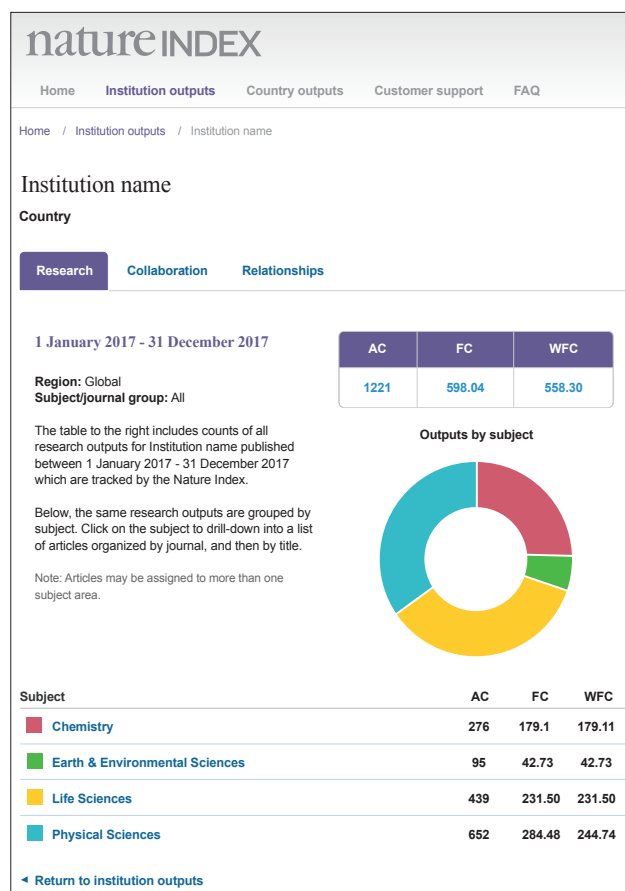 nature INDEX
Home Institution outputs Country outputs Customer support FAQ
Home / Institution outputs / Institution name
Institution name
Country
Research Collaboration Relationships
1 January 2017 - 31 December 2017
Region: Global
Subject/journal group: All
The table to the right includes counts of all
research outputs for Institution name published
between 1 January 2017 - 31 December 2017
which are tracked by the Nature Index.
Below, the same research outputs are grouped by
subject. Click on the subject to drill-down into a list
of articles organized by journal, and then by title.
Note: Articles may be assigned to more than one
subject area.
AC FC WFC
1221 598.04 558.30
Outputs by subject
Subject AC FC WFC
Chemistry 276 179.1 179.11
Earth & Environmental Sciences 95 42.73 42.73
Life Sciences 439 231.50 231.50
Physical Sciences 652 284.48 244.74
◄ Return to institution outputs